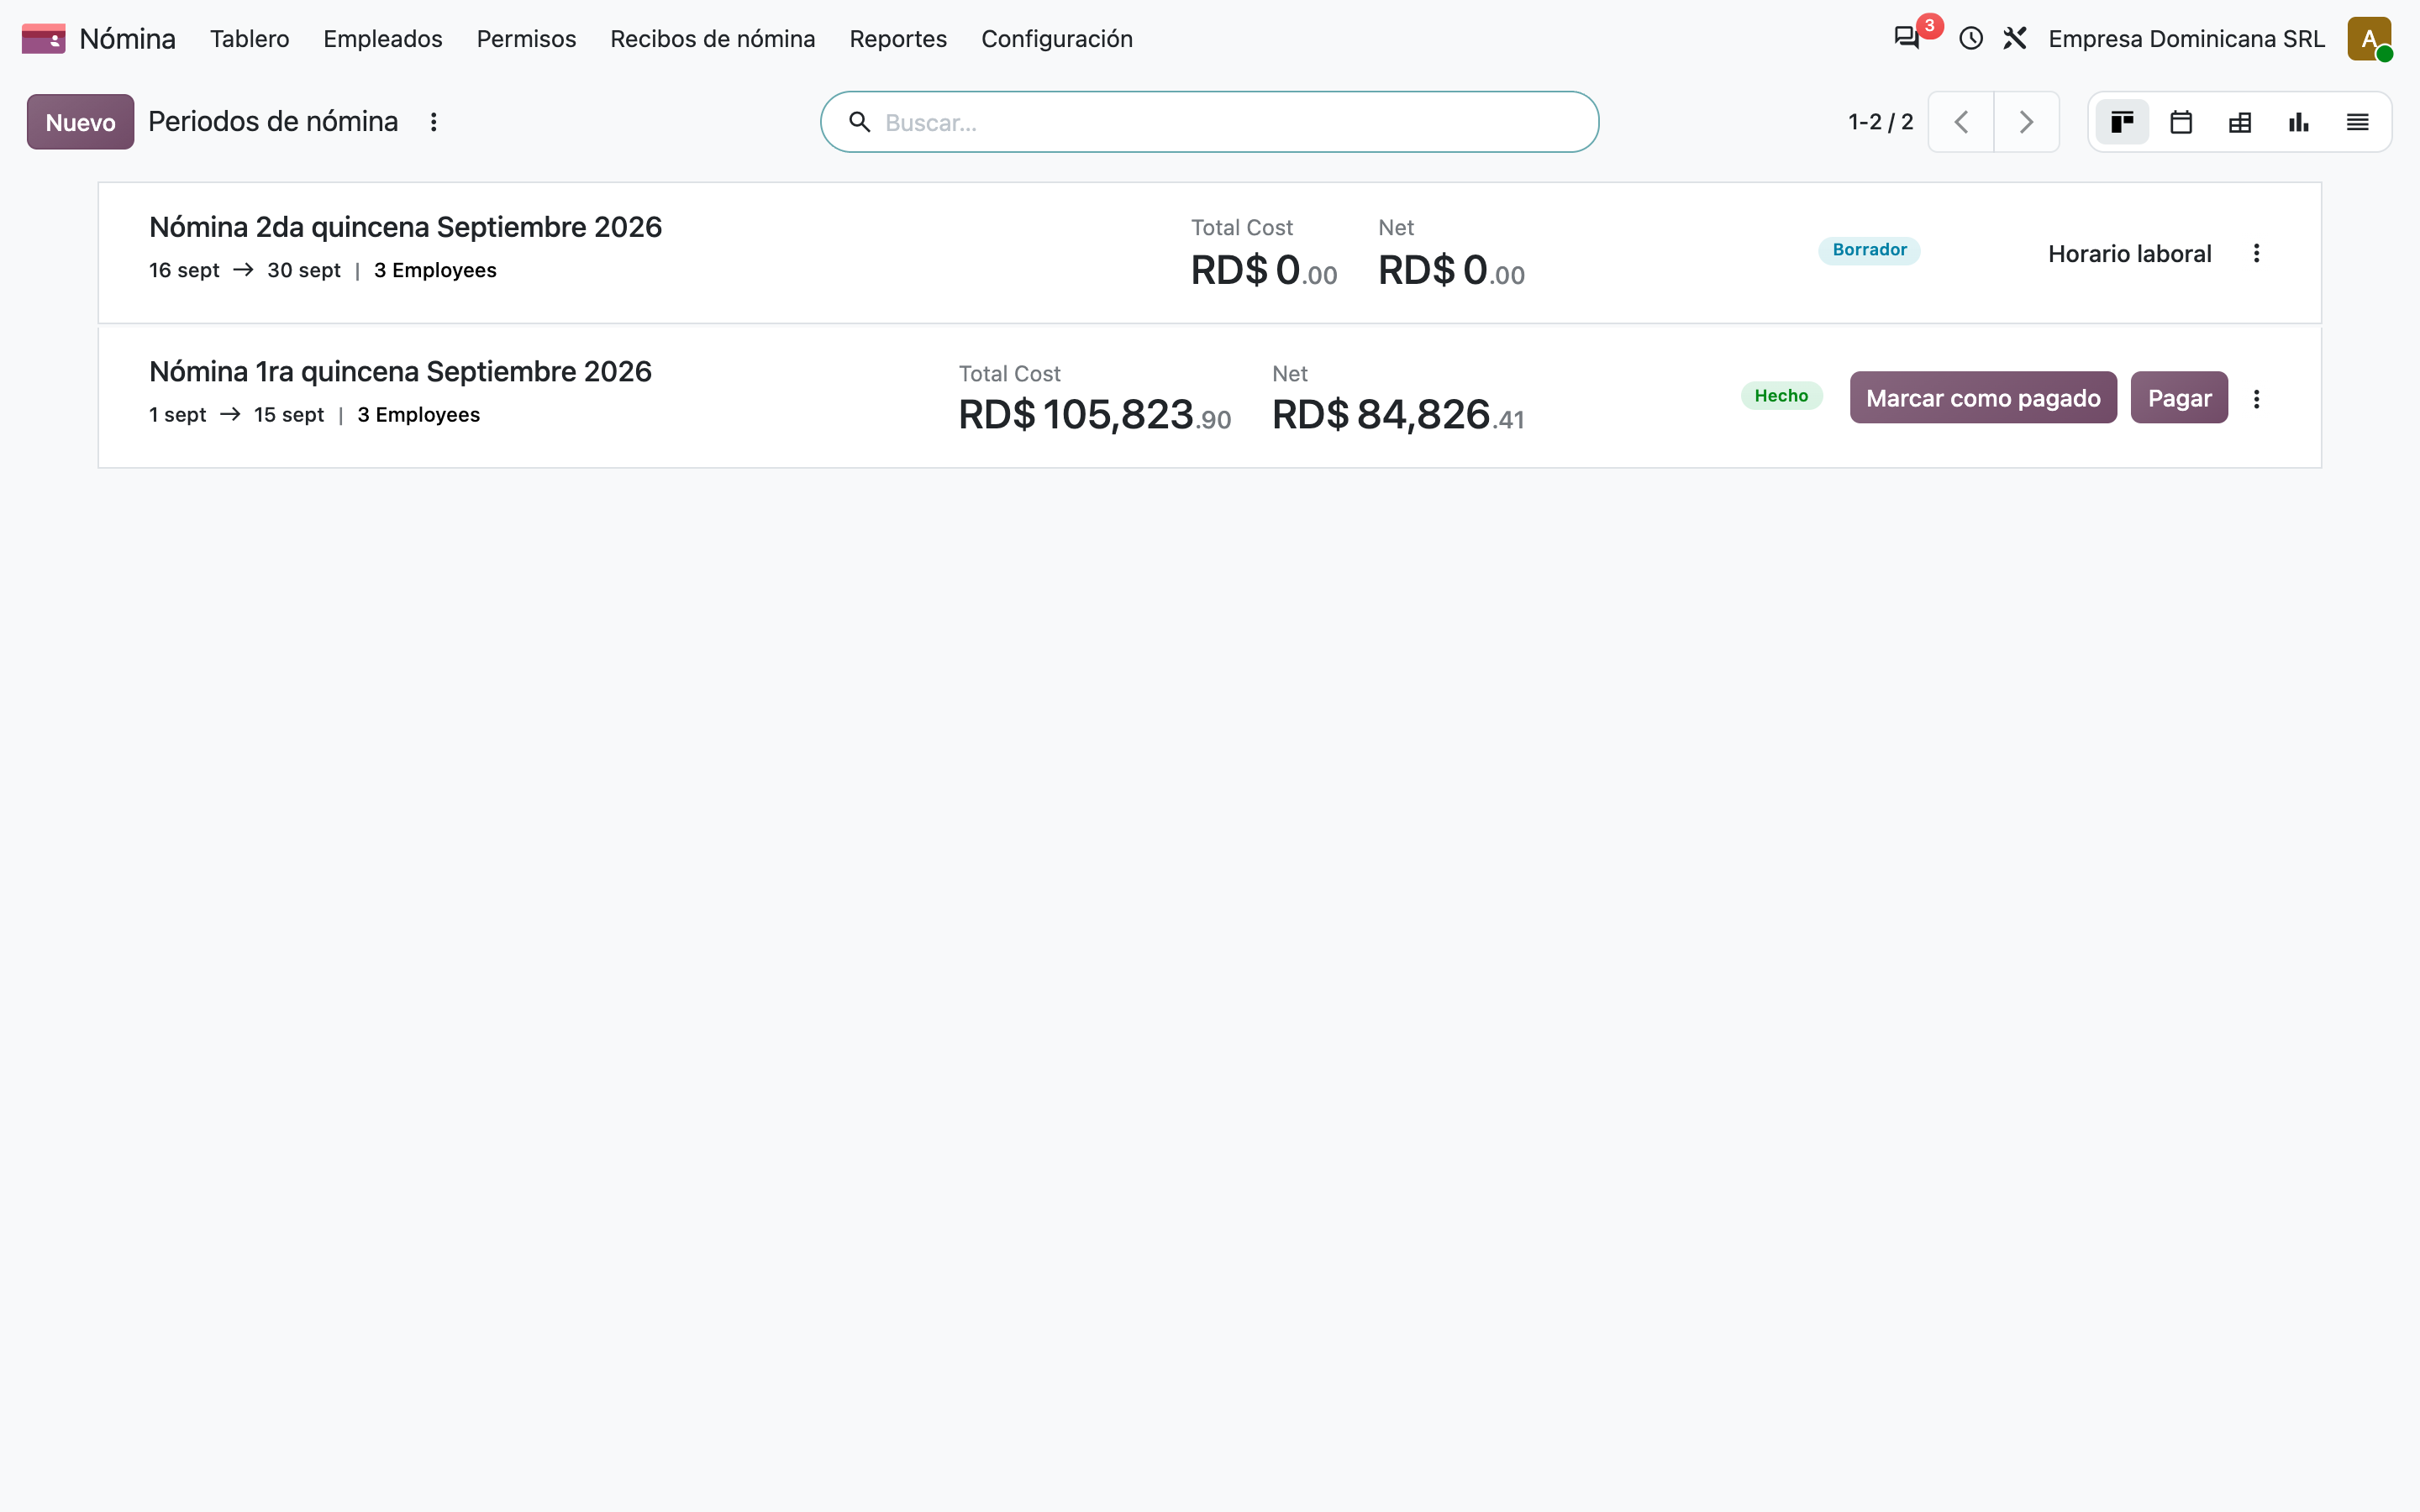 Nómina Tablero Empleados Permisos Recibos de nómina Reportes Configuración 3 Empresa Dominicana SRL A
Nuevo Periodos de nómina Buscar... 1-2 / 2
Nómina 2da quincena Septiembre 2026
16 sept → 30 sept | 3 Employees
Total Cost Net
RD$ 0.00 RD$ 0.00
Borrador Horario laboral
Nómina 1ra quincena Septiembre 2026
1 sept → 15 sept | 3 Employees
Total Cost Net
RD$ 105,823.90 RD$ 84,826.41
Hecho Marcar como pagado Pagar